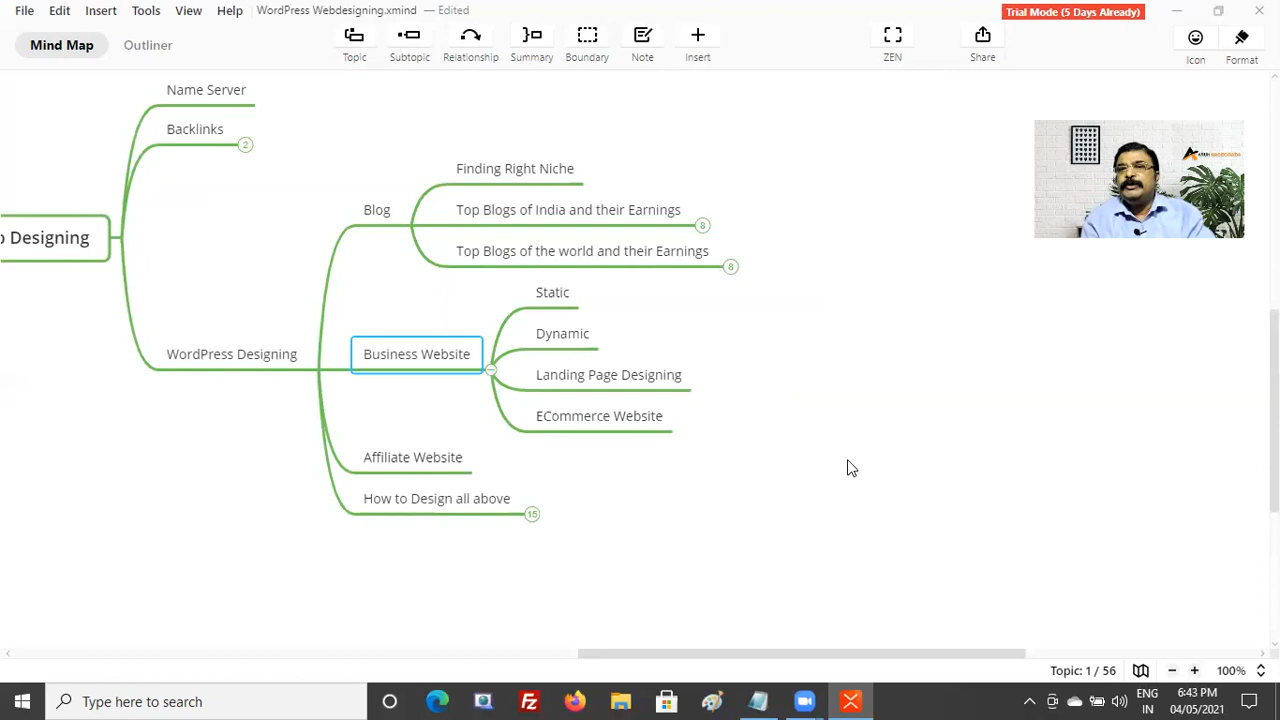 File Edit Insert Tools View Help WordPress Webdesigning.xmind — Edited Trial Mode (5 Days Already)
Mind Map Outliner
Topic Subtopic Relationship Summary Boundary Note Insert ZEN Share Icon Format
Name Server
Backlinks 2
Finding Right Niche
Blog Top Blogs of India and their Earnings 8
Designing
Top Blogs of the world and their Earnings 8
Static
Dynamic
WordPress Designing Business Website
Landing Page Designing
ECommerce Website
Affiliate Website
How to Design all above 15
Topic: 1 / 56 100%
Type here to search
ENG 6:43 PM
IN 04/05/2021